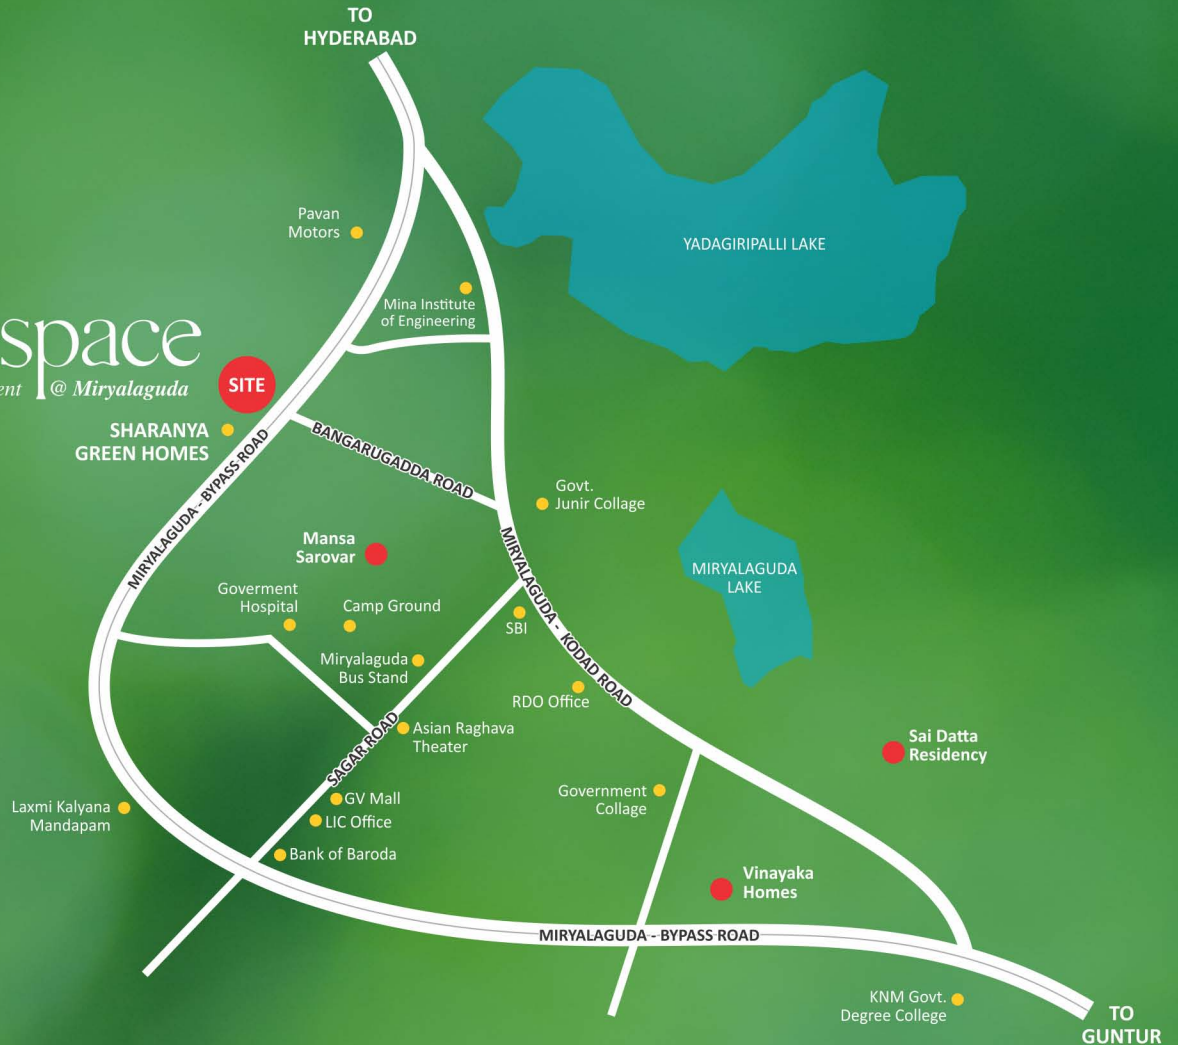 TO
HYDERABAD
Pavan
Motors
YADAGIRIPALLI LAKE
Mina Institute
of Engineering
space
@ Miryalaguda
SITE
SHARANYA
GREEN HOMES
BANGARUGADDA ROAD
MIRYALAGUDA - BYPASS ROAD
Govt.
Junir Collage
Mansa
Sarovar
MIRYALAGUDA - KODAD ROAD
MIRYALAGUDA
LAKE
Goverment
Hospital
Camp Ground
SBI
Miryalaguda
Bus Stand
RDO Office
Asian Raghava
Theater
SAGAR ROAD
Sai Datta
Residency
GV Mall
LIC Office
Bank of Baroda
Government
Collage
Laxmi Kalyana
Mandapam
Vinayaka
Homes
MIRYALAGUDA - BYPASS ROAD
KNM Govt.
Degree College
TO
GUNTUR